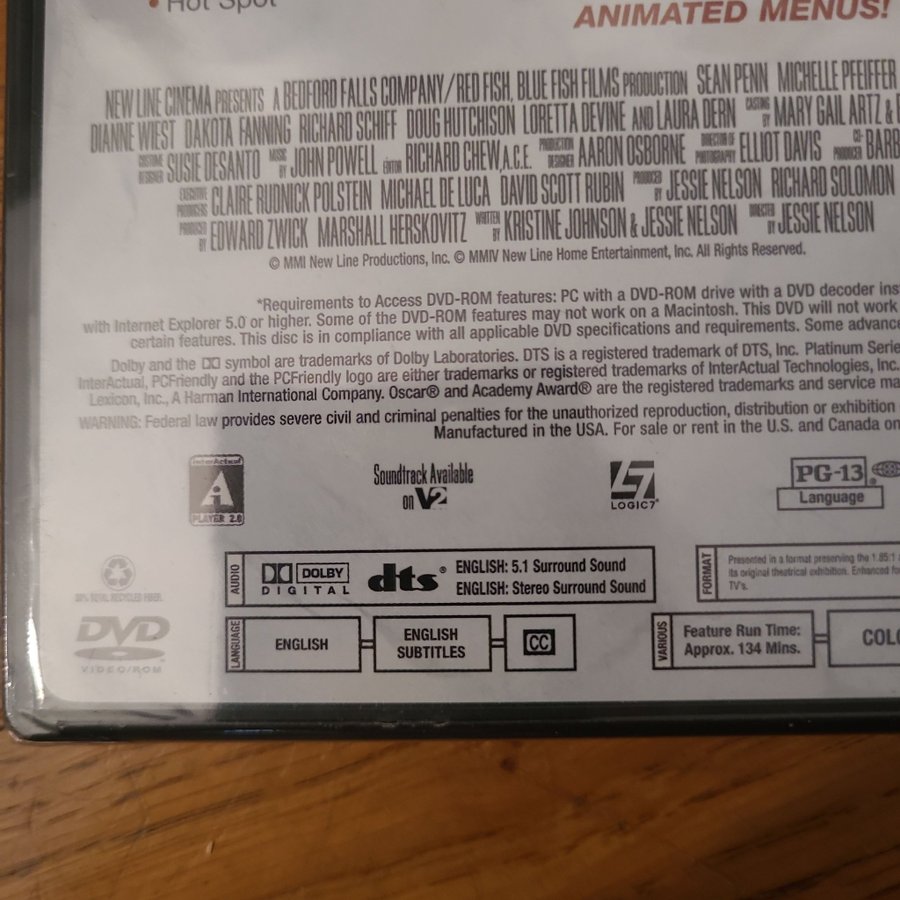 • Hot Spot
ANIMATED MENUS!
NEW LINE CINEMA PRESENTS A BEDFORD FALLS COMPANY/RED FISH, BLUE FISH FILMS PRODUCTION SEAN PENN MICHELLE PFEIFFER
DIANNE WIEST DAKOTA FANNING RICHARD SCHIFF DOUG HUTCHISON LORETTA DEVINE AND LAURA DERN CASTING BY MARY GAIL ARTZ &
COSTUME DESIGNER SUSIE DESANTO MUSIC BY JOHN POWELL EDITOR RICHARD CHEW, A.C.E. PRODUCTION DESIGNER AARON OSBORNE DIRECTOR OF PHOTOGRAPHY ELLIOT DAVIS CO-PRODUCER BARB
EXECUTIVE PRODUCERS CLAIRE RUDNICK POLSTEIN MICHAEL DE LUCA DAVID SCOTT RUBIN PRODUCED BY JESSIE NELSON RICHARD SOLOMON
PRODUCED BY EDWARD ZWICK MARSHALL HERSKOVITZ WRITTEN BY KRISTINE JOHNSON & JESSIE NELSON DIRECTED BY JESSIE NELSON
© MMI New Line Productions, Inc. © MMIV New Line Home Entertainment, Inc. All Rights Reserved.
*Requirements to Access DVD-ROM features: PC with a DVD-ROM drive with a DVD decoder ins
with Internet Explorer 5.0 or higher. Some of the DVD-ROM features may not work on a Macintosh. This DVD will not work
certain features. This disc is in compliance with all applicable DVD specifications and requirements. Some advance
Dolby and the DD symbol are trademarks of Dolby Laboratories. DTS is a registered trademark of DTS, Inc. Platinum Serie
InterActual, PCFriendly and the PCFriendly logo are either trademarks or registered trademarks of InterActual Technologies, Inc.
Lexicon, Inc., A Harman International Company. Oscar® and Academy Award® are the registered trademarks and service ma
WARNING: Federal law provides severe civil and criminal penalties for the unauthorized reproduction, distribution or exhibition
Manufactured in the USA. For sale or rent in the U.S. and Canada on
InterActual
PLAYER 2.0
Soundtrack Available
on V2
L7
LOGIC7®
PG-13®
Language
AUDIO
DOLBY
DIGITAL
dts®
ENGLISH: 5.1 Surround Sound
ENGLISH: Stereo Surround Sound
FORMAT
Presented in a format preserving the 1.85:1
its original theatrical exhibition. Enhanced fo
TV's.
DVD
VIDEO/ROM
LANGUAGE
ENGLISH
ENGLISH
SUBTITLES
CC
VARIOUS
Feature Run Time:
Approx. 134 Mins.
COLO